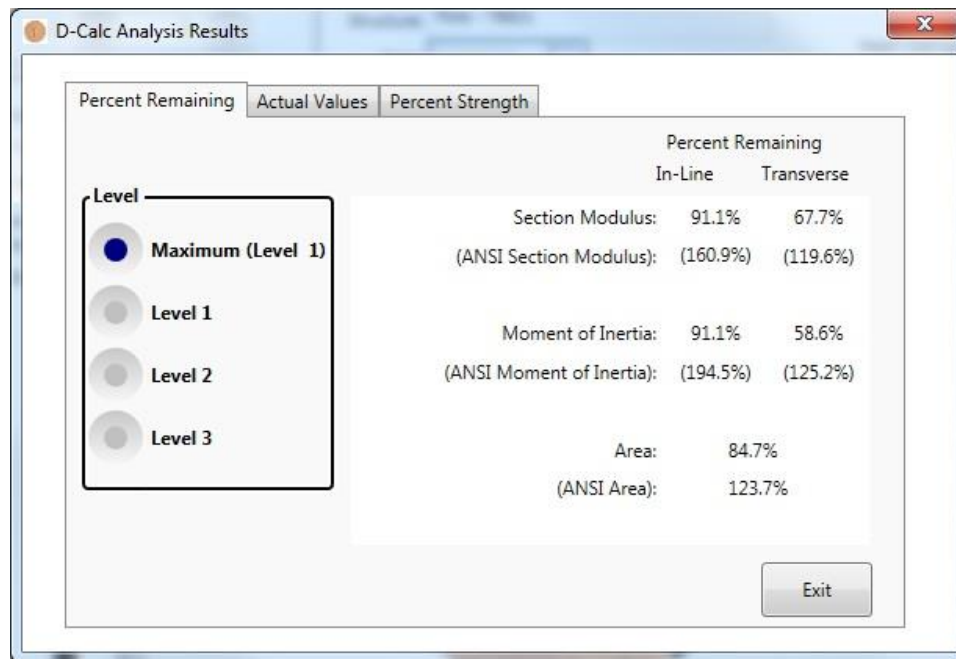 D-Calc Analysis Results
Percent Remaining Actual Values Percent Strength
Percent Remaining
In-Line Transverse
Level
Maximum (Level 1)
Level 1
Level 2
Level 3
Section Modulus: 91.1% 67.7%
(ANSI Section Modulus): (160.9%) (119.6%)
Moment of Inertia: 91.1% 58.6%
(ANSI Moment of Inertia): (194.5%) (125.2%)
Area: 84.7%
(ANSI Area): 123.7%
Exit